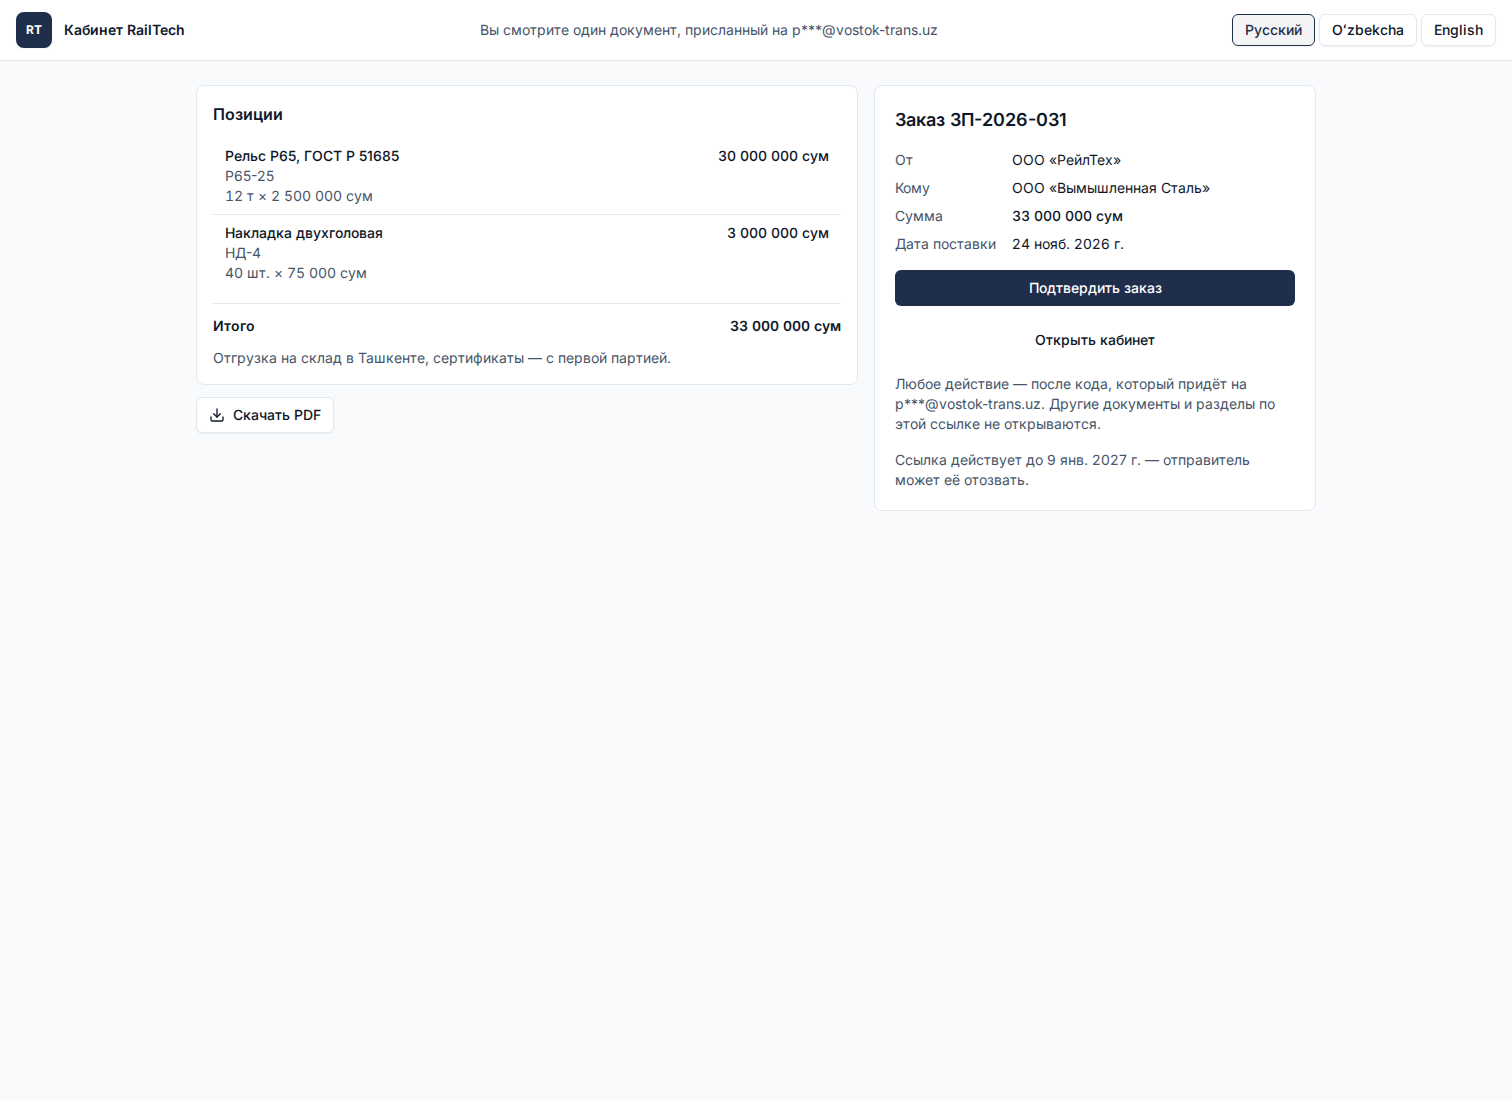 RT
Кабинет RailTech
Вы смотрите один документ, присланный на p***@vostok-trans.uz
Русский
Oʻzbekcha
English
Позиции
Рельс Р65, ГОСТ Р 51685
30 000 000 сум
Р65-25
12 т × 2 500 000 сум
Накладка двухголовая
3 000 000 сум
НД-4
40 шт. × 75 000 сум
Итого
33 000 000 сум
Отгрузка на склад в Ташкенте, сертификаты — с первой партией.
Скачать PDF
Заказ ЗП-2026-031
От
ООО «РейлТех»
Кому
ООО «Вымышленная Сталь»
Сумма
33 000 000 сум
Дата поставки
24 нояб. 2026 г.
Подтвердить заказ
Открыть кабинет
Любое действие — после кода, который придёт на
p***@vostok-trans.uz. Другие документы и разделы по
этой ссылке не открываются.
Ссылка действует до 9 янв. 2027 г. — отправитель
может её отозвать.